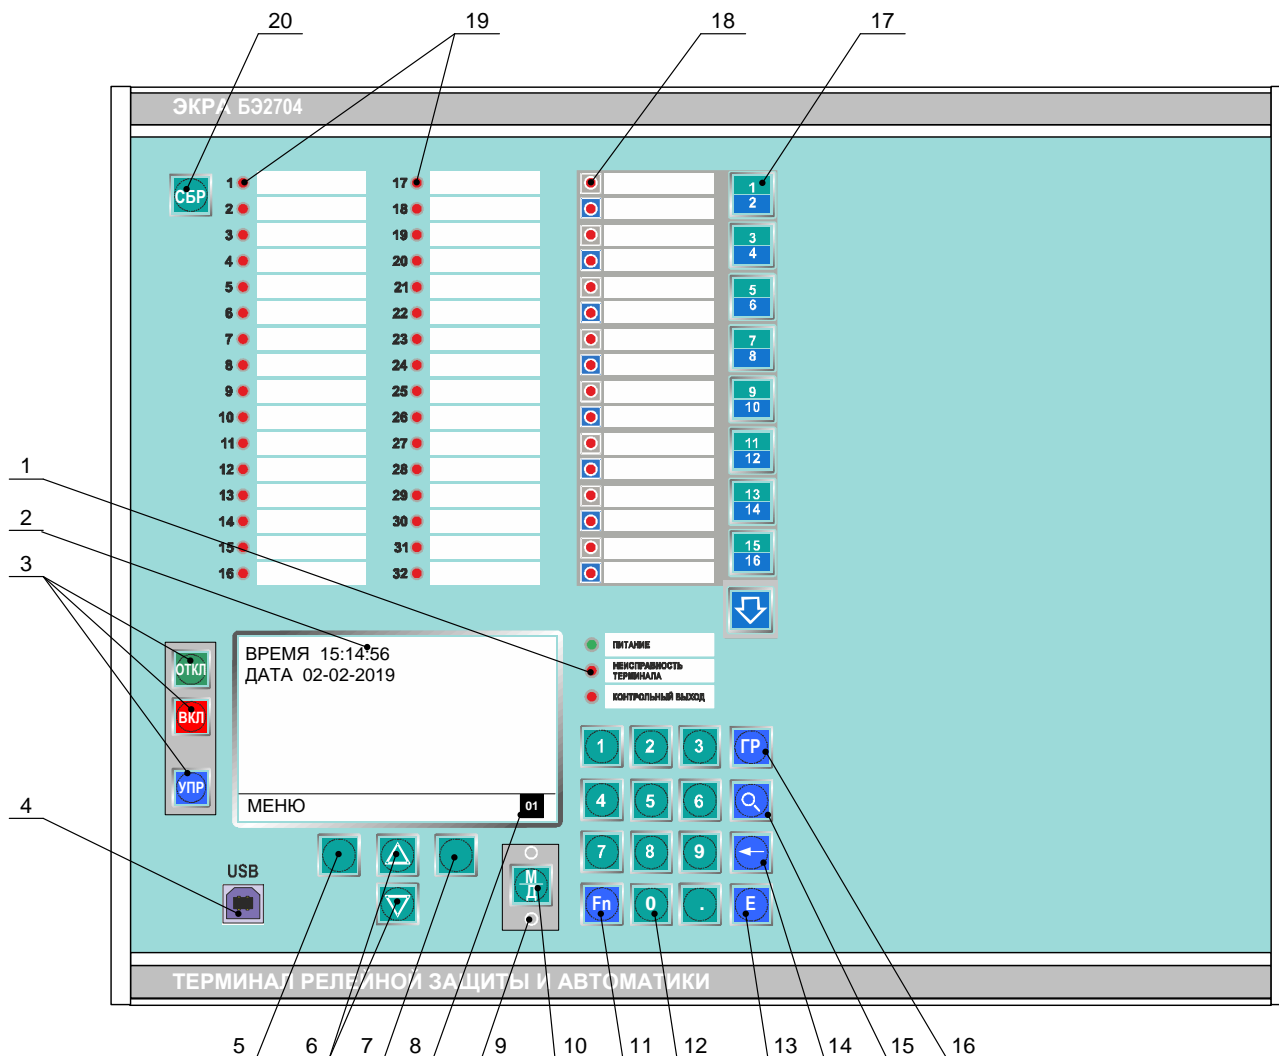 20 19 18 17
ЭКРА БЭ2704
СБР
1 17
2 18
3 19
4 20
5 21
6 22
7 23
8 24
9 25
10 26
11 27
12 28
13 29
14 30
15 31
16 32
1
2
3
4
5
6
7
8
9
10
11
12
13
14
15
16
1
2
3
4
ОТКЛ
ВКЛ
УПР
ВРЕМЯ 15:14:56
ДАТА 02-02-2019
МЕНЮ 01
ПИТАНИЕ
НЕИСПРАВНОСТЬ
ТЕРМИНАЛА
КОНТРОЛЬНЫЙ ВЫХОД
USB
М
Д
1 2 3 ГР
4 5 6
7 8 9
Fn 0 . E
ТЕРМИНАЛ РЕЛЕЙНОЙ ЗАЩИТЫ И АВТОМАТИКИ
5 6 7 8 9 10 11 12 13 14 15 16